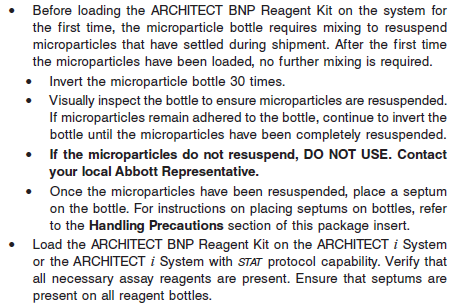 • Before loading the ARCHITECT BNP Reagent Kit on the system for
the first time, the microparticle bottle requires mixing to resuspend
microparticles that have settled during shipment. After the first time
the microparticles have been loaded, no further mixing is required.
• Invert the microparticle bottle 30 times.
• Visually inspect the bottle to ensure microparticles are resuspended.
If microparticles remain adhered to the bottle, continue to invert the
bottle until the microparticles have been completely resuspended.
• If the microparticles do not resuspend, DO NOT USE. Contact
your local Abbott Representative.
• Once the microparticles have been resuspended, place a septum
on the bottle. For instructions on placing septums on bottles, refer
to the Handling Precautions section of this package insert.
• Load the ARCHITECT BNP Reagent Kit on the ARCHITECT i System
or the ARCHITECT i System with STAT protocol capability. Verify that
all necessary assay reagents are present. Ensure that septums are
present on all reagent bottles.